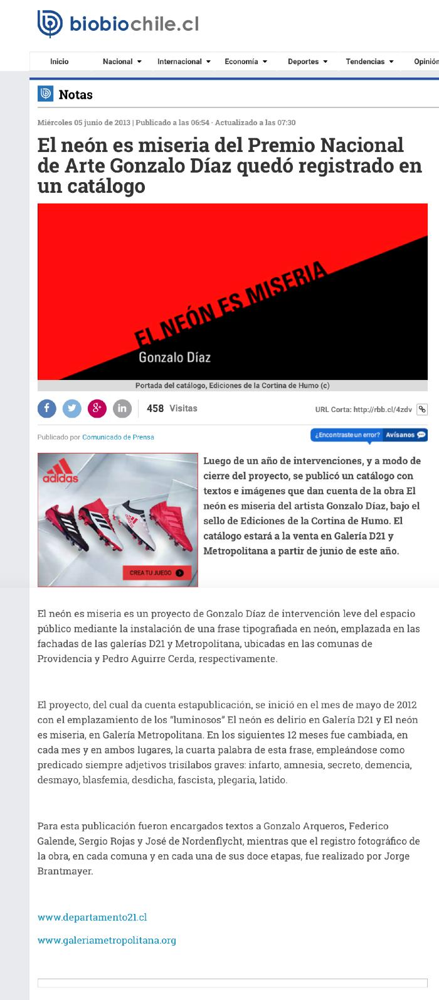 biobiochile.cl
Inicio Nacional Internacional Economía Deportes Tendencias Opinión
Notas
Miércoles 05 junio de 2013 | Publicado a las 06:54 · Actualizado a las 07:30
El neón es miseria del Premio Nacional
de Arte Gonzalo Díaz quedó registrado en
un catálogo
EL NEÓN ES MISERIA
Gonzalo Díaz
Portada del catálogo, Ediciones de la Cortina de Humo (c)
458 Visitas
URL Corta: http://rbb.cl/4zdv
Publicado por Comunicado de Prensa
¿Encontraste un error? Avísanos
adidas
CREA TU JUEGO
Luego de un año de intervenciones, y a modo de
cierre del proyecto, se publicó un catálogo con
textos e imágenes que dan cuenta de la obra El
neón es miseria del artista Gonzalo Díaz, bajo el
sello de Ediciones de la Cortina de Humo. El
catálogo estará a la venta en Galería D21 y
Metropolitana a partir de junio de este año.
El neón es miseria es un proyecto de Gonzalo Díaz de intervención leve del espacio
público mediante la instalación de una frase tipografiada en neón, emplazada en las
fachadas de las galerías D21 y Metropolitana, ubicadas en las comunas de
Providencia y Pedro Aguirre Cerda, respectivamente.
El proyecto, del cual da cuenta estapublicación, se inició en el mes de mayo de 2012
con el emplazamiento de los "luminosos" El neón es delirio en Galería D21 y El neón
es miseria, en Galería Metropolitana. En los siguientes 12 meses fue cambiada, en
cada mes y en ambos lugares, la cuarta palabra de esta frase, empleándose como
predicado siempre adjetivos trisílabos graves: infarto, amnesia, secreto, demencia,
desmayo, blasfemia, desdicha, fascista, plegaria, latido.
Para esta publicación fueron encargados textos a Gonzalo Arqueros, Federico
Galende, Sergio Rojas y José de Nordenflycht, mientras que el registro fotográfico de
la obra, en cada comuna y en cada una de sus doce etapas, fue realizado por Jorge
Brantmayer.
www.departamento21.cl
www.galeriametropolitana.org